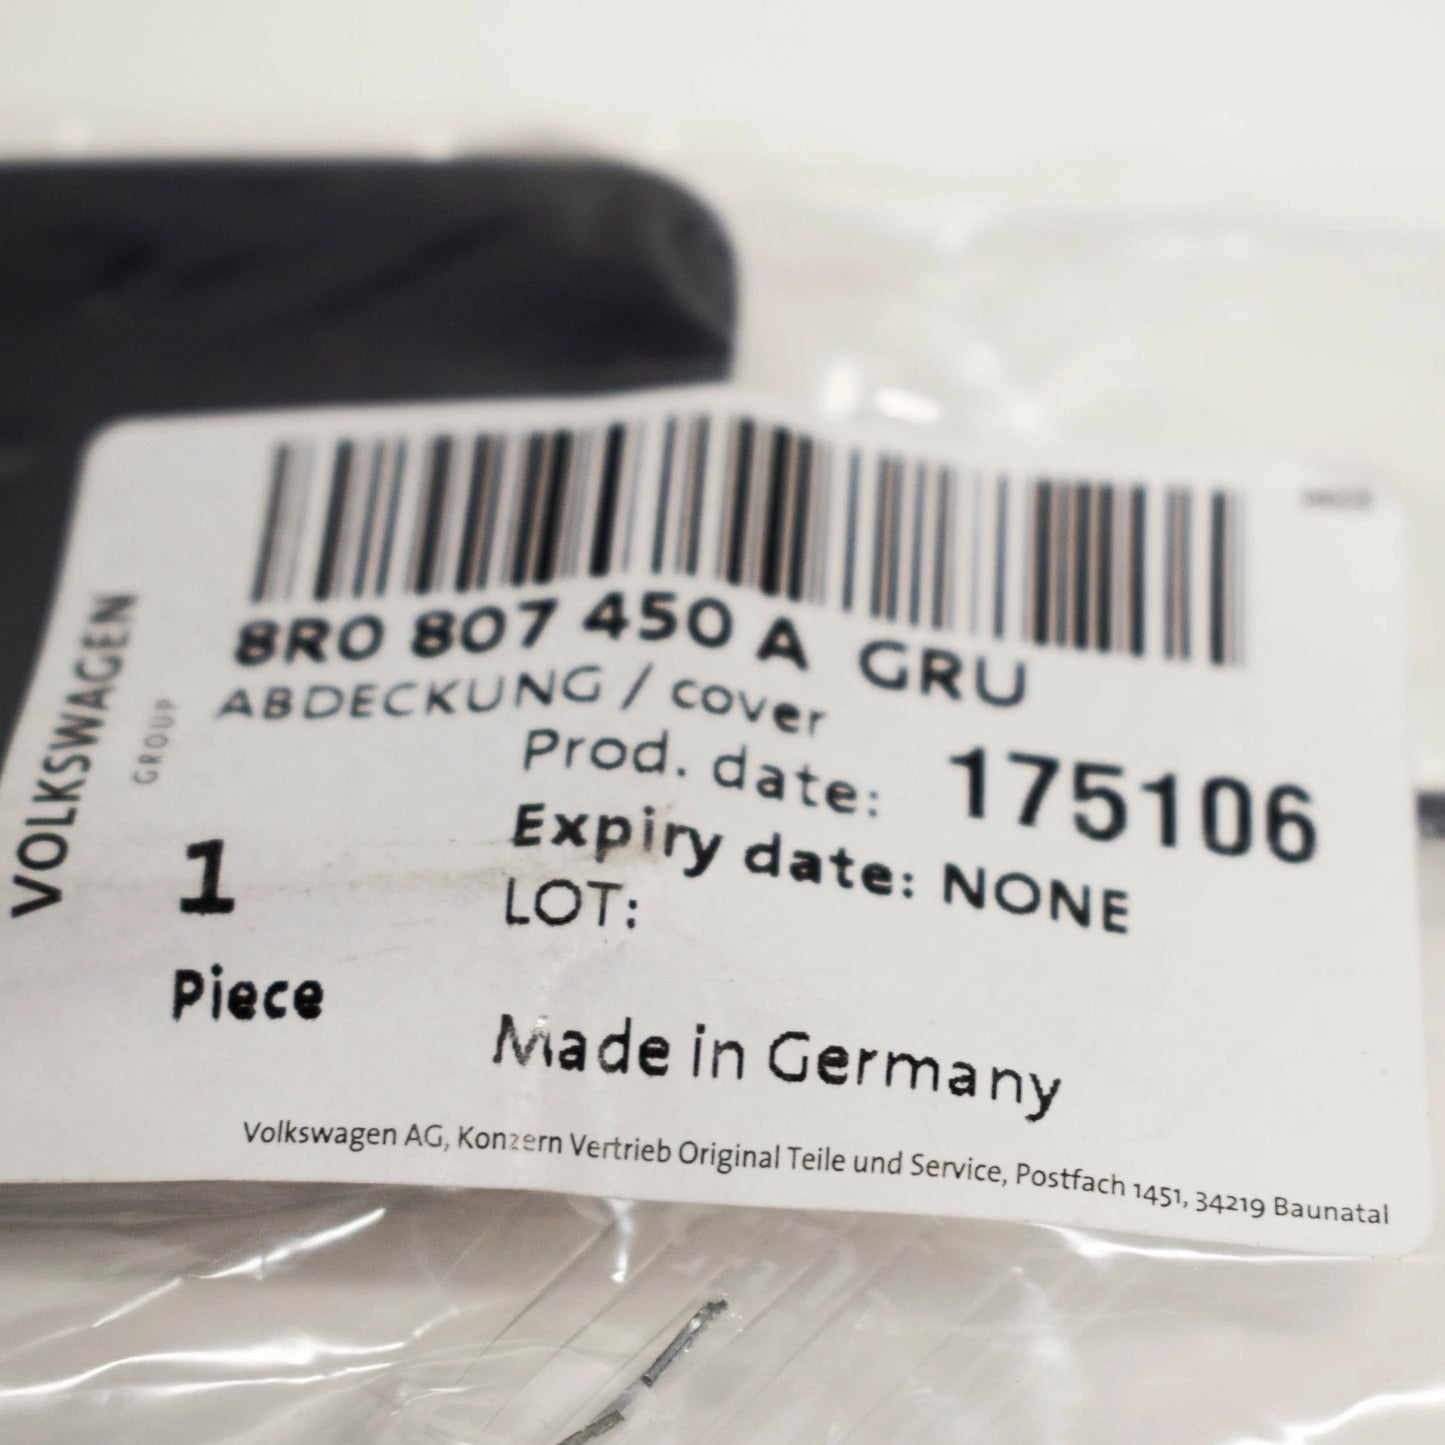 8R0 807 450 A GRU
ABDECKUNG / cover
Prod. date: 175106
Expiry date: NONE
LOT:
1
Piece
Made in Germany
Volkswagen AG, Konzern Vertrieb Original Teile und Service, Postfach 1451, 34219 Baunatal
VOLKSWAGEN
GROUP